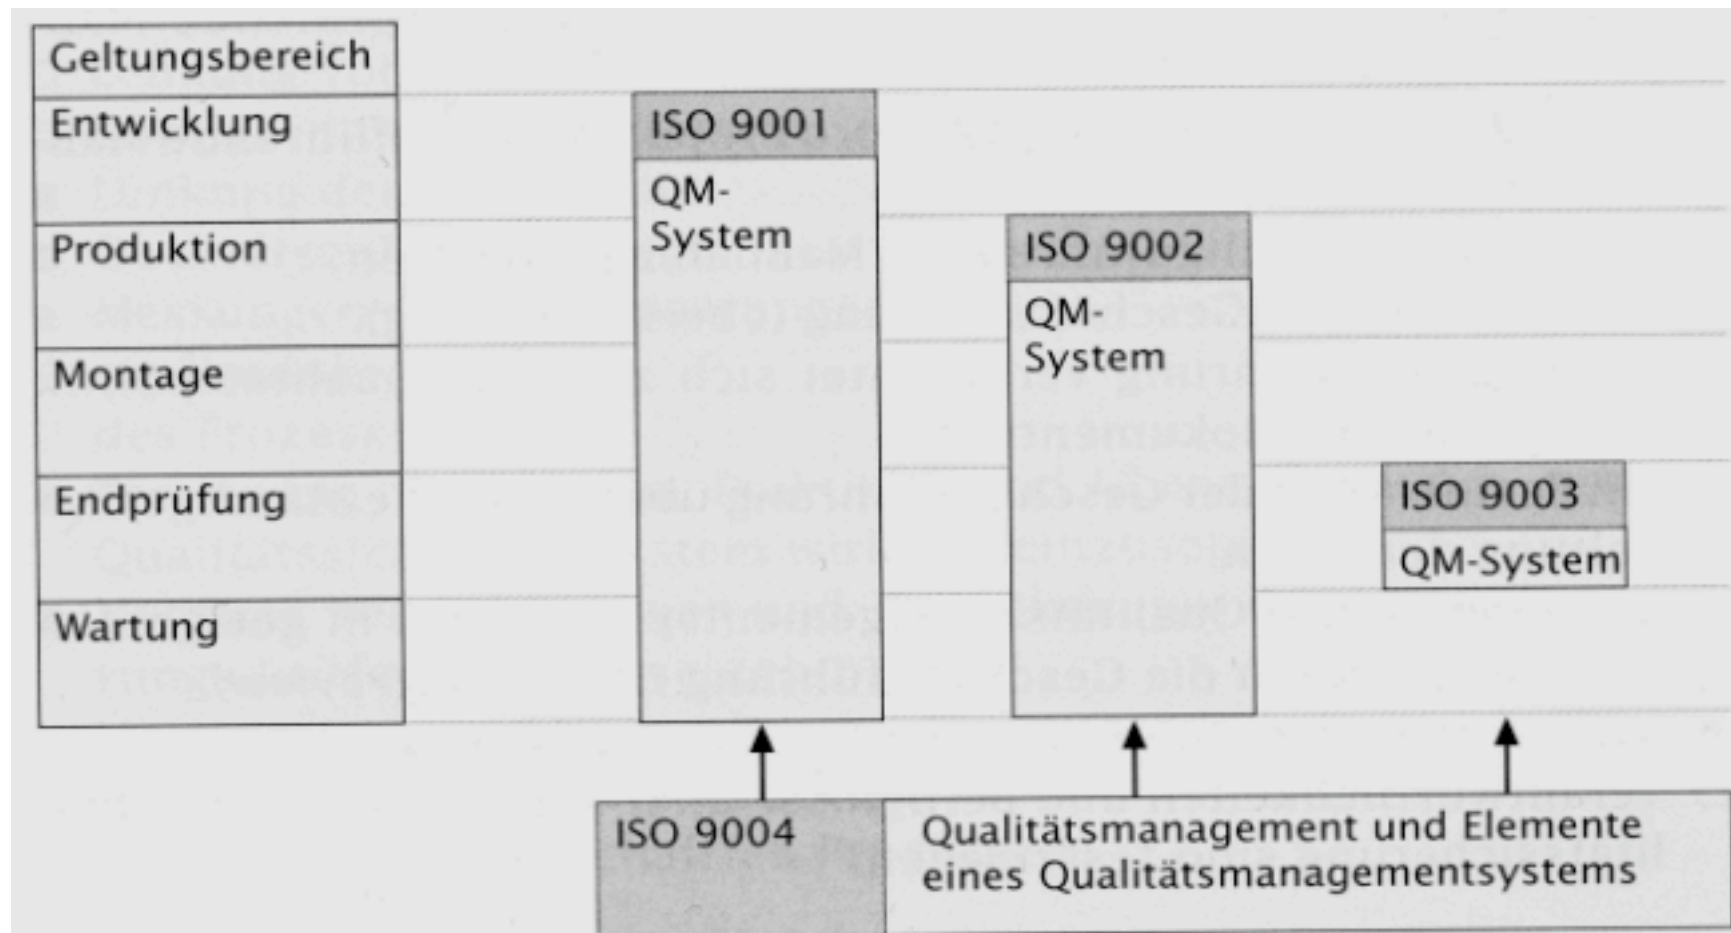 Geltungsbereich
Entwicklung
ISO 9001
QM-
System
Produktion
ISO 9002
QM-
System
Montage
Endprüfung
ISO 9003
QM-System
Wartung
ISO 9004
Qualitätsmanagement und Elemente
eines Qualitätsmanagementsystems